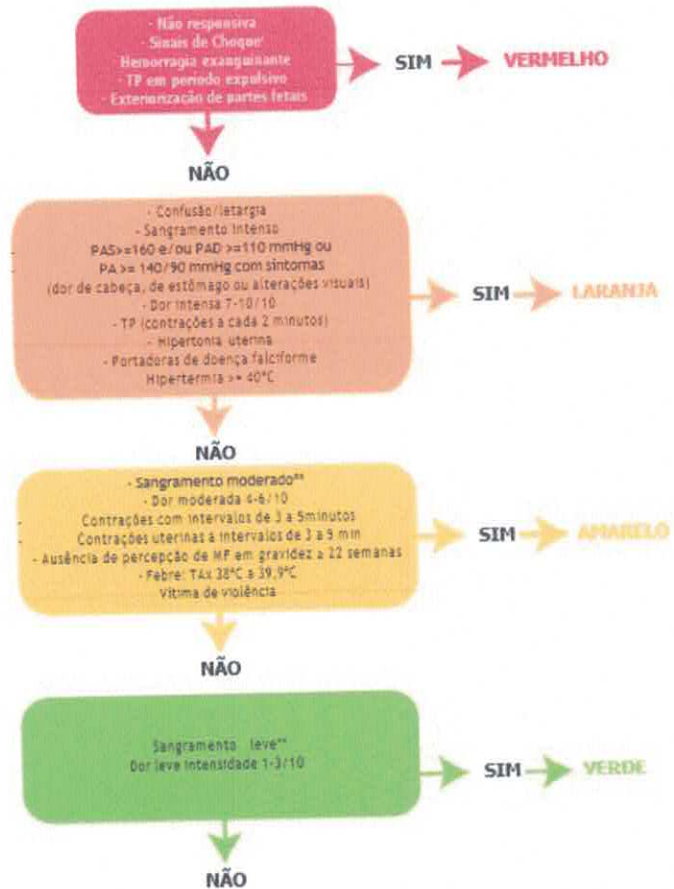 - Não responsiva
- Sinais de Choque*
Hemorragia exanguinante
- TP em período expulsivo
- Exteriorização de partes fetais
SIM
VERMELHO
NÃO
- Confusão/letargia
- Sangramento Intenso
PAS>=160 e/ou PAD >=110 mmHg ou
PA >= 140/90 mmHg com sintomas
(dor de cabeça, de estômago ou alterações visuais)
- Dor intensa 7-10/10
- TP (contrações a cada 2 minutos)
- Hipertonia uterina
- Portadoras de doença falciforme
Hipertermia >= 40°C
SIM
LARANJA
NÃO
- Sangramento moderado**
- Dor moderada 4-6/10
Contrações com intervalos de 3 a 5minutos
Contrações uterinas a intervalos de 3 a 5 min
- Ausência de percepção de MF em gravidez ≥ 22 semanas
- Febre: TAx 38°C a 39,9°C
Vítima de violência
SIM
AMARELO
NÃO
Sangramento leve**
Dor leve intensidade 1-3/10
SIM
VERDE
NÃO